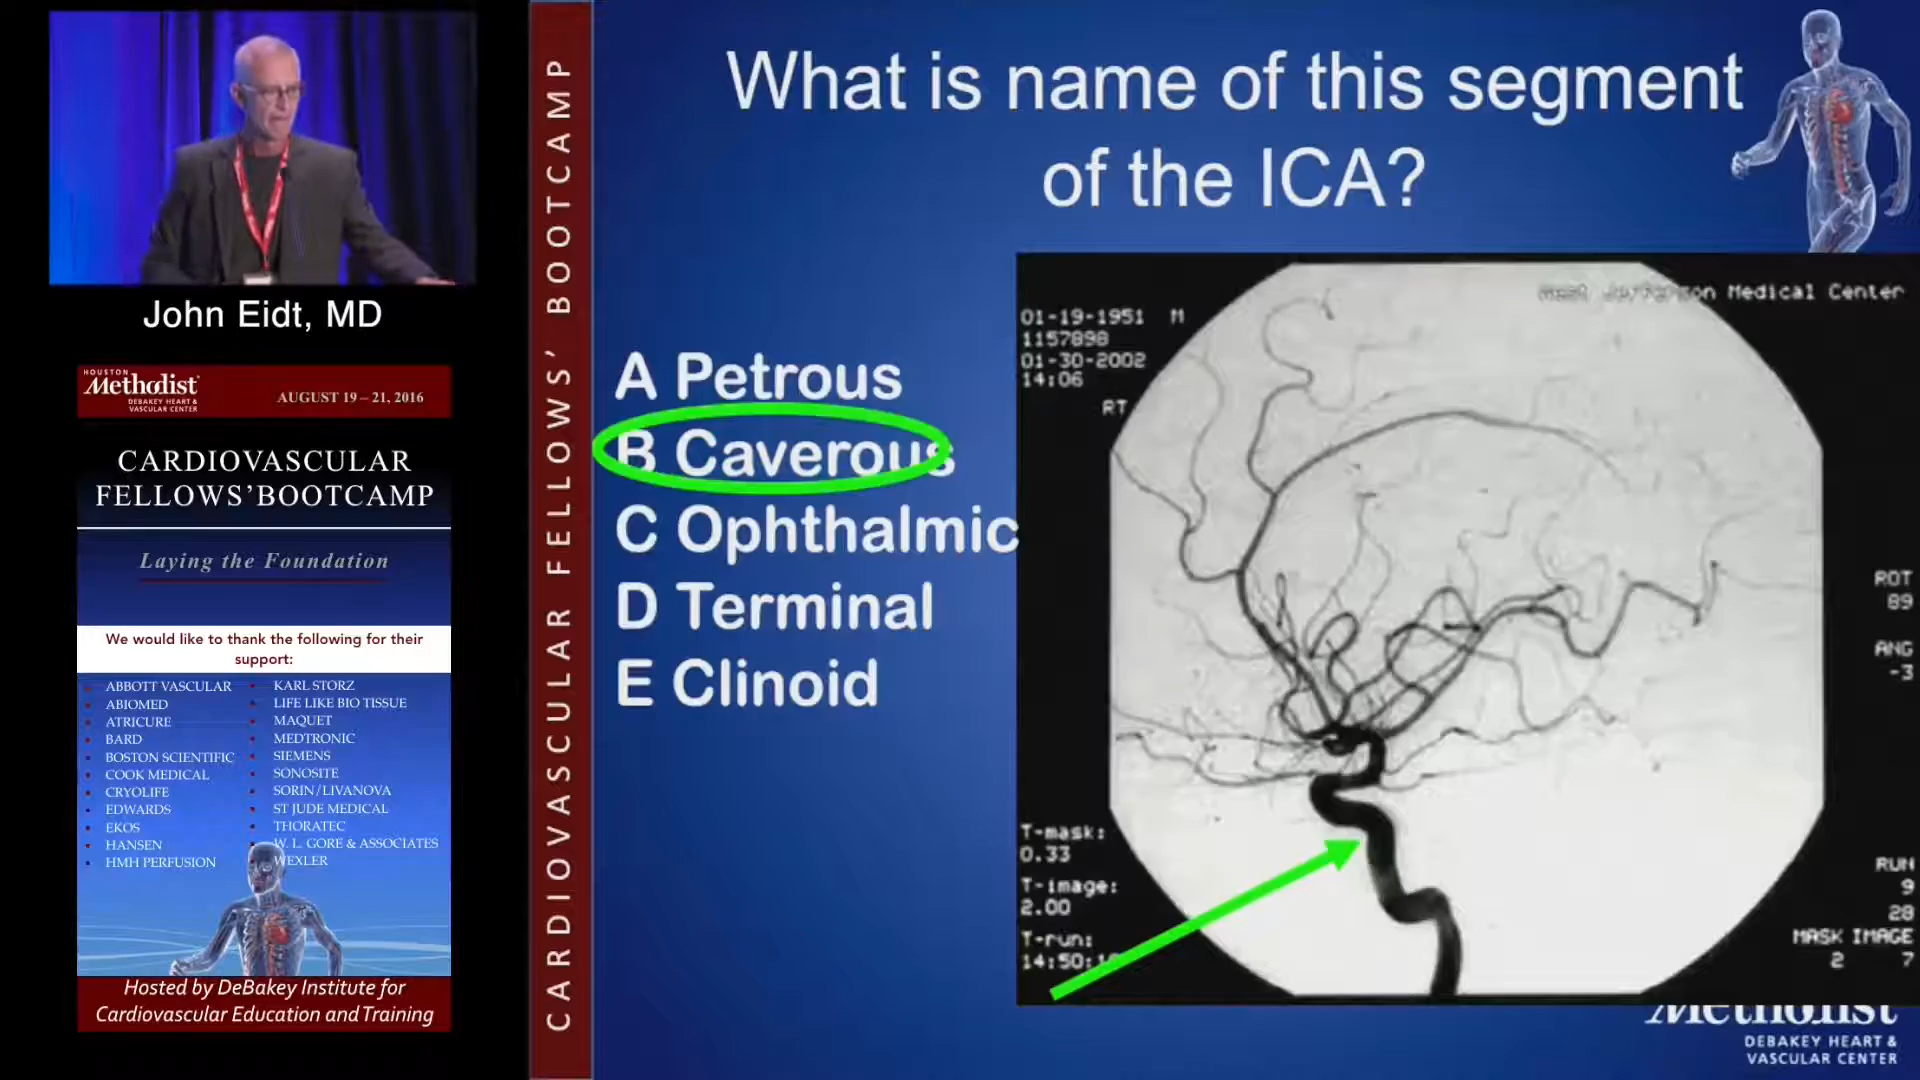 John Eidt, MD
HOUSTON
Methodist
DEBAKEY HEART &
VASCULAR CENTER
AUGUST 19 – 21, 2016
CARDIOVASCULAR
FELLOWS'BOOTCAMP
Laying the Foundation
We would like to thank the following for their
support:
ABBOTT VASCULAR
ABIOMED
ATRICURE
BARD
BOSTON SCIENTIFIC
COOK MEDICAL
CRYOLIFE
EDWARDS
EKOS
HANSEN
HMH PERFUSION
KARL STORZ
LIFE LIKE BIO TISSUE
MAQUET
MEDTRONIC
SIEMENS
SONOSITE
SORIN/LIVANOVA
ST JUDE MEDICAL
THORATEC
W. L. GORE & ASSOCIATES
WEXLER
Hosted by DeBakey Institute for
Cardiovascular Education and Training
CARDIOVASCULAR FELLOWS' BOOTCAMP
What is name of this segment
of the ICA?
A Petrous
B Caverous
C Ophthalmic
D Terminal
E Clinoid
West Jefferson Medical Center
01-19-1951 M
1157898
01-30-2002
14:06
RT
ROT
89
ANG
-3
T-mask:
0.33
T-image:
2.00
T-run:
14:50:
RUN
9
28
MASK IMAGE
2 7
Methodist
DEBAKEY HEART &
VASCULAR CENTER